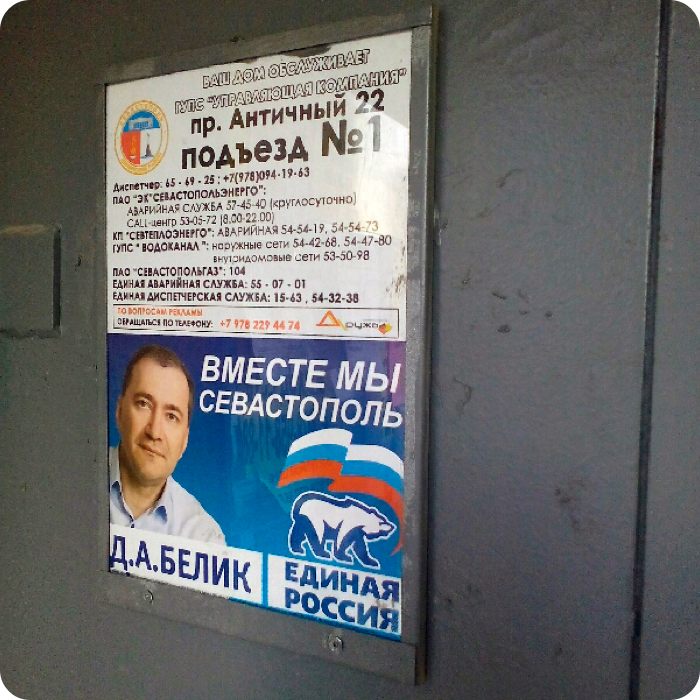 ВАШ ДОМ ОБСЛУЖИВАЕТ
ГУПС "УПРАВЛЯЮЩАЯ КОМПАНИЯ"
пр. Античный 22
подъезд №1
Диспетчер: 65 - 69 - 25 ; +7(978)094-19-63
ПАО "ЭК"СЕВАСТОПОЛЬЭНЕРГО":
АВАРИЙНАЯ СЛУЖБА 57-45-40 (круглосуточно)
CALL-центр 53-05-72 (8.00-22.00)
КП "СЕВТЕПЛОЭНЕРГО": АВАРИЙНАЯ 54-54-19, 54-54-73
ГУПС " ВОДОКАНАЛ ": наружные сети 54-42-68, 54-47-80
внутридомовые сети 53-50-98
ПАО "СЕВАСТОПОЛЬГАЗ": 104
ЕДИНАЯ АВАРИЙНАЯ СЛУЖБА: 55 - 07 - 01
ЕДИНАЯ ДИСПЕТЧЕРСКАЯ СЛУЖБА: 15-63 , 54-32-38
ПО ВОПРОСАМ РЕКЛАМЫ
ОБРАЩАТЬСЯ ПО ТЕЛЕФОНУ: +7 978 229 44 74
Дружба
ВМЕСТЕ МЫ
СЕВАСТОПОЛЬ
Д.А.БЕЛИК
ЕДИНАЯ
РОССИЯ